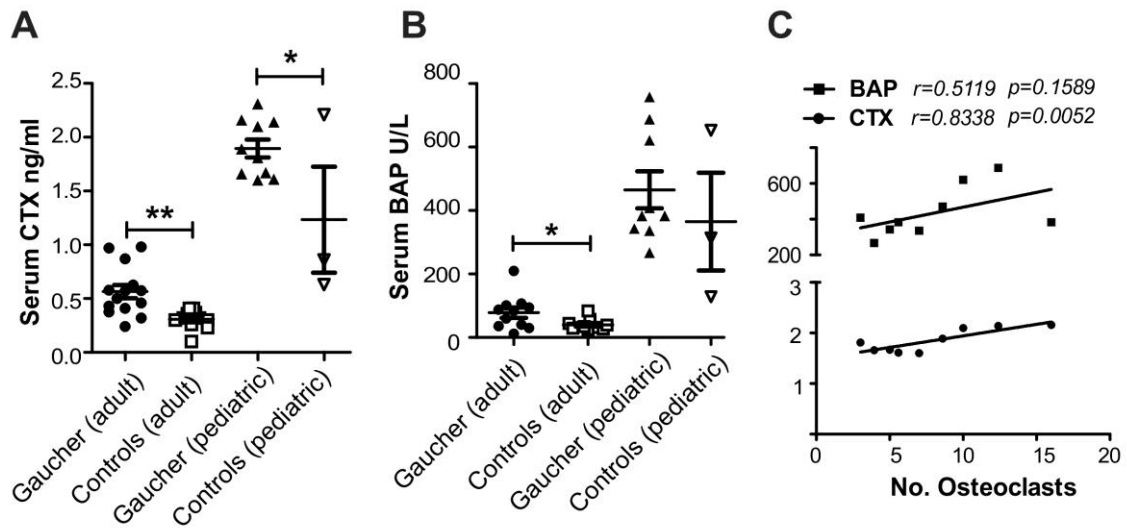 A
Serum CTX ng/ml
2.5
2.0
1.5
1.0
0.5
0.0
**
*
Gaucher (adult)
Controls (adult)
Gaucher (pediatric)
Controls (pediatric)
B
Serum BAP U/L
800
600
400
200
0
*
Gaucher (adult)
Controls (adult)
Gaucher (pediatric)
Controls (pediatric)
C
BAP r=0.5119 p=0.1589
CTX r=0.8338 p=0.0052
600
200
3
2
1
0 5 10 15 20
No. Osteoclasts